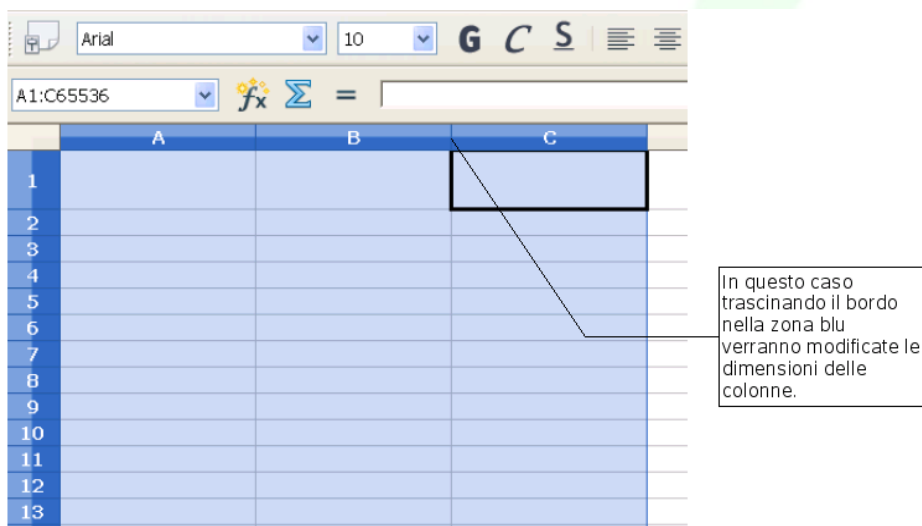 Arial 10 G C S
A1:C65536 fx Σ =
A B C
1
2
3
4
5
6
7
8
9
10
11
12
13
In questo caso
trascinando il bordo
nella zona blu
verranno modificate le
dimensioni delle
colonne.